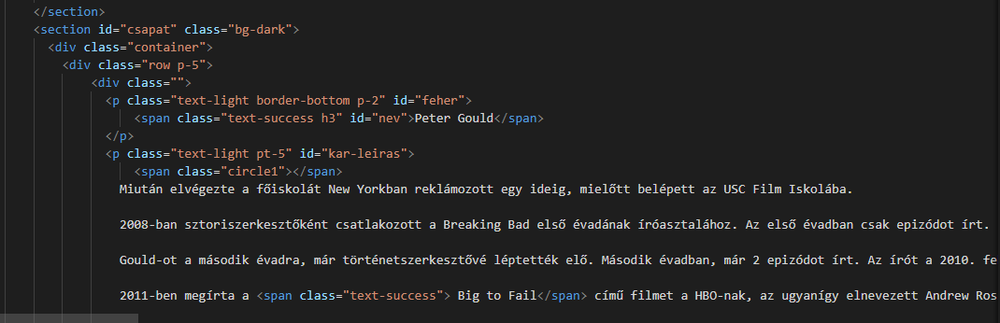 </section>
<section id="csapat" class="bg-dark">
<div class="container">
<div class="row p-5">
<div class="">
<p class="text-light border-bottom p-2" id="feher">
<span class="text-success h3" id="nev">Peter Gould</span>
</p>
<p class="text-light pt-5" id="kar-leiras">
<span class="circle1"></span>
Miután elvégezte a főiskolát New Yorkban reklámozott egy ideig, mielőtt belépett az USC Film Iskolába.
2008-ban sztoriszerkesztőként csatlakozott a Breaking Bad első évadának íróasztalához. Az első évadban csak epizódot írt.
Gould-ot a második évadra, már történetszerkesztővé léptették elő. Második évadban, már 2 epizódot írt. Az írót a 2010. fe
2011-ben megírta a <span class="text-success"> Big to Fail</span> című filmet a HBO-nak, az ugyanígy elnevezett Andrew Ros